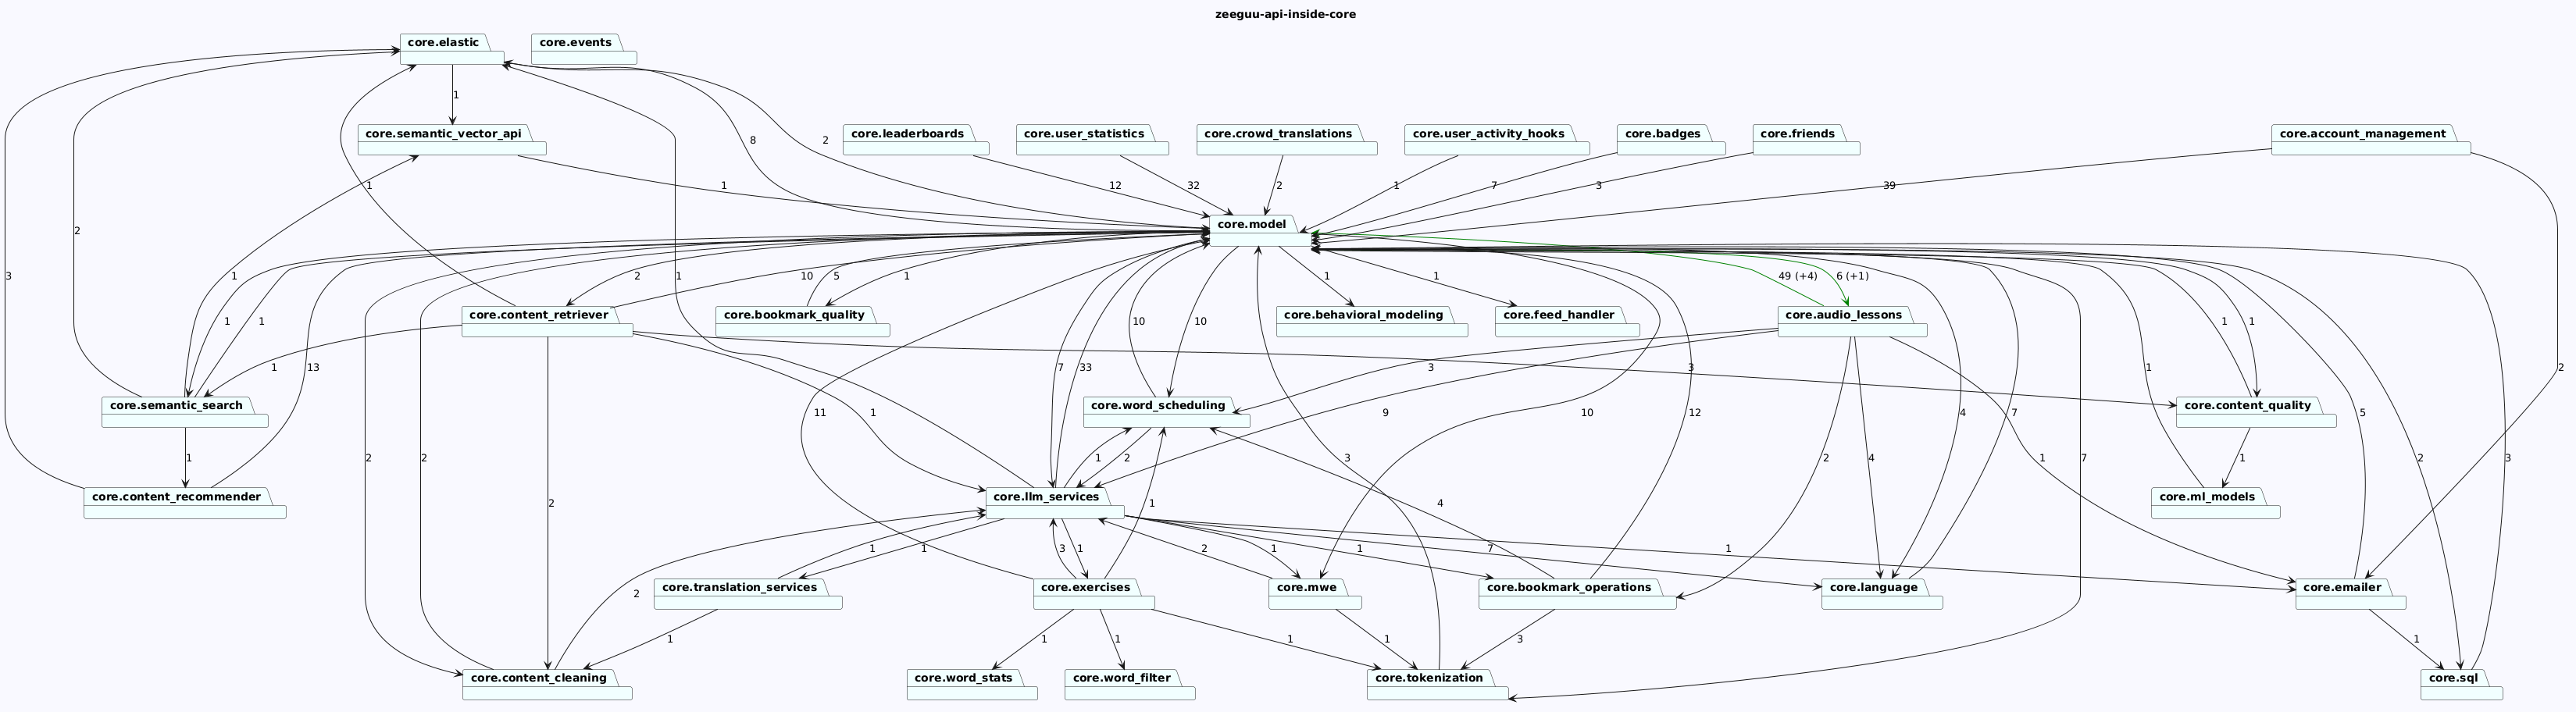 zeeguu-api-inside-core
core.elastic
core.events
1
core.semantic_vector_api
core.leaderboards
core.user_statistics
core.crowd_translations
core.user_activity_hooks
core.badges
core.friends
core.account_management
8
2
1
1
12
32
2
1
7
3
39
core.model
2
3
1
1
1
2
10
5
1
1
10
10
1
1
49 (+4)
6 (+1)
1
1
core.content_retriever
core.bookmark_quality
core.behavioral_modeling
core.feed_handler
core.audio_lessons
1
13
7
33
3
3
1
2
core.semantic_search
core.word_scheduling
core.content_quality
1
11
10
9
12
4
7
5
1
2
2
1
2
4
1
7
1
2
3
core.content_recommender
core.llm_services
core.ml_models
2
1
4
3
1
1
3
1
2
1
1
7
1
core.translation_services
core.exercises
core.mwe
core.bookmark_operations
core.language
core.emailer
2
1
1
1
1
1
3
1
core.content_cleaning
core.word_stats
core.word_filter
core.tokenization
core.sql